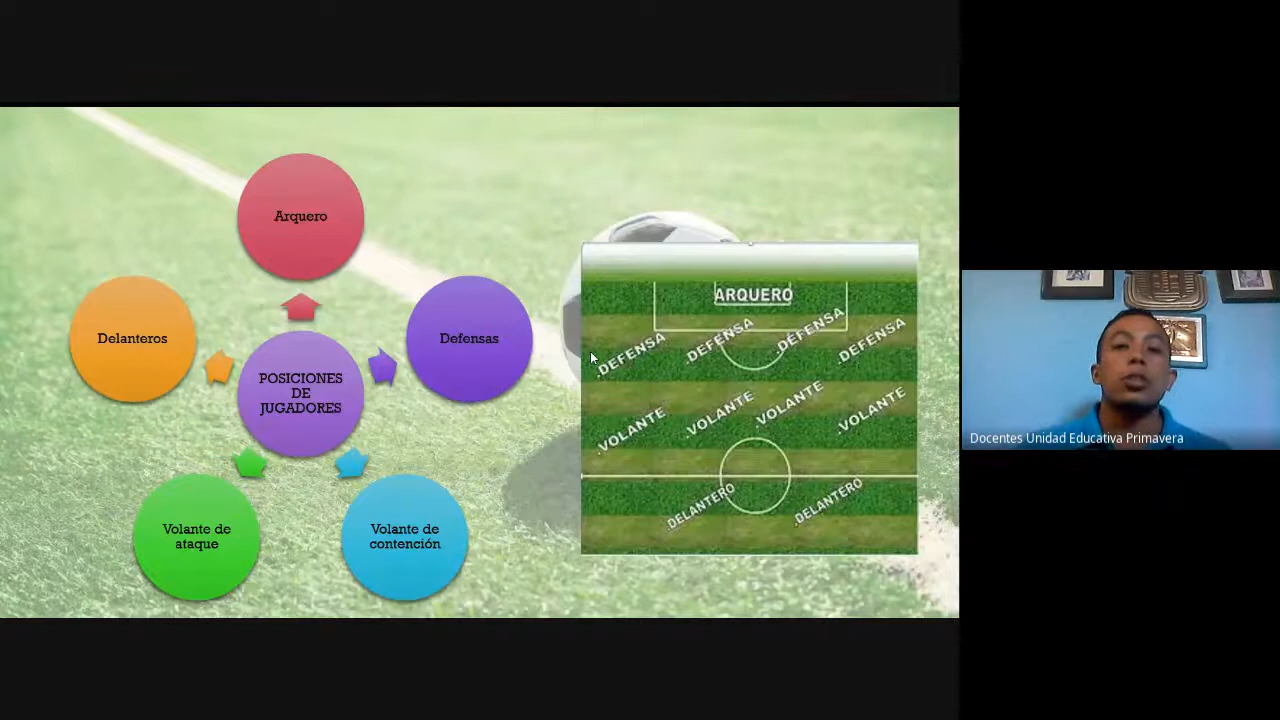 Arquero
Delanteros
Defensas
POSICIONES
DE
JUGADORES
Volante de
ataque
Volante de
contención
ARQUERO
.DEFENSA
.DEFENSA
.DEFENSA
.DEFENSA
.VOLANTE
.VOLANTE
.VOLANTE
.VOLANTE
.DELANTERO
.DELANTERO
Docentes Unidad Educativa Primavera